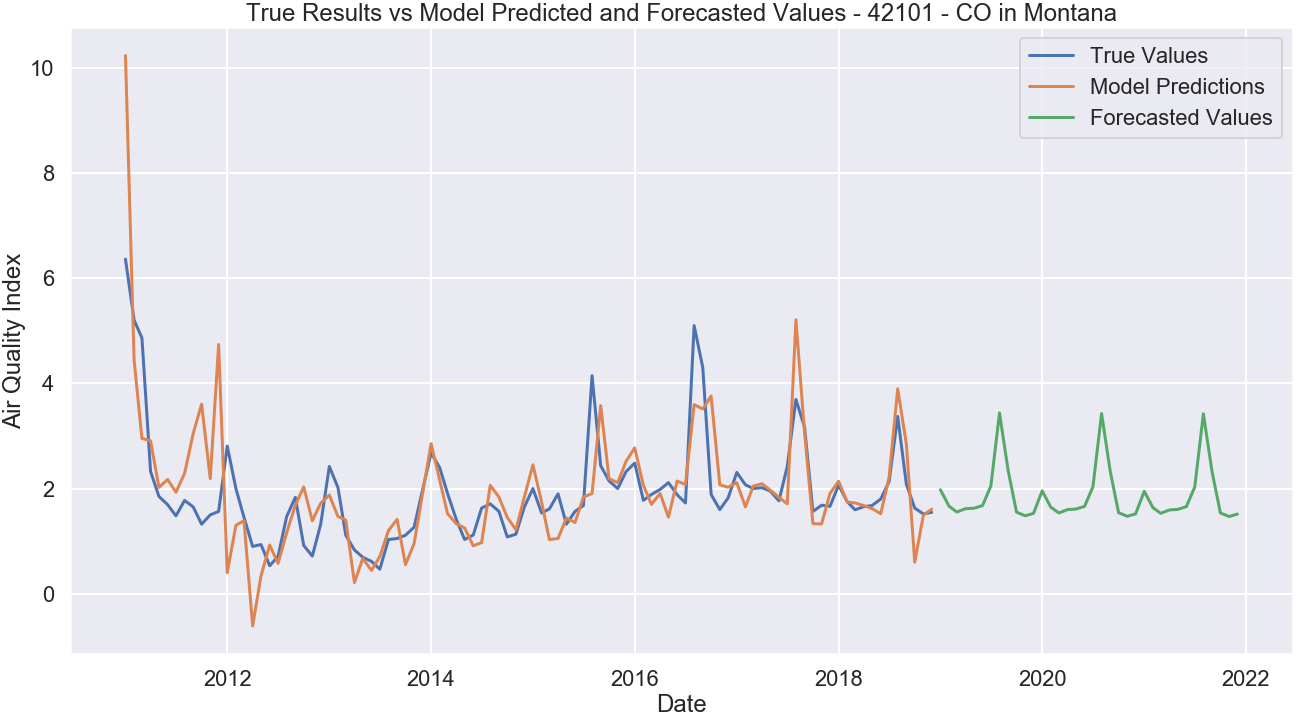 True Results vs Model Predicted and Forecasted Values - 42101 - CO in Montana
True Values
Model Predictions
Forecasted Values
Air Quality Index
10
8
6
4
2
0
2012
2014
2016
2018
2020
2022
Date